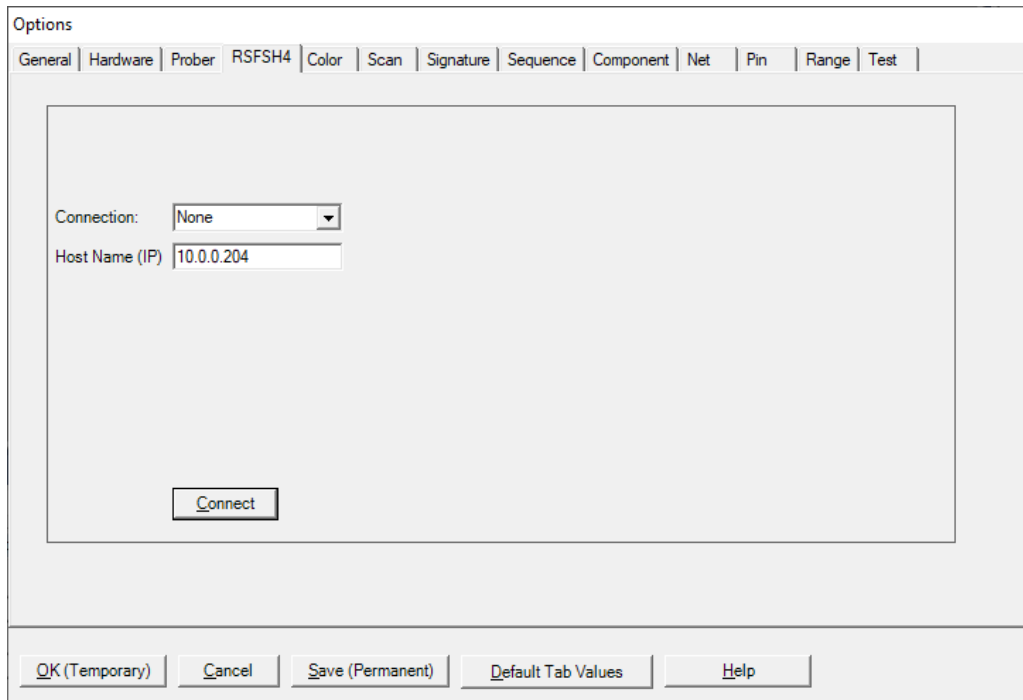 Options
General Hardware Prober RSFSH4 Color Scan Signature Sequence Component Net Pin Range Test
Connection: None
Host Name (IP) 10.0.0.204
Connect
OK (Temporary) Cancel Save (Permanent) Default Tab Values Help